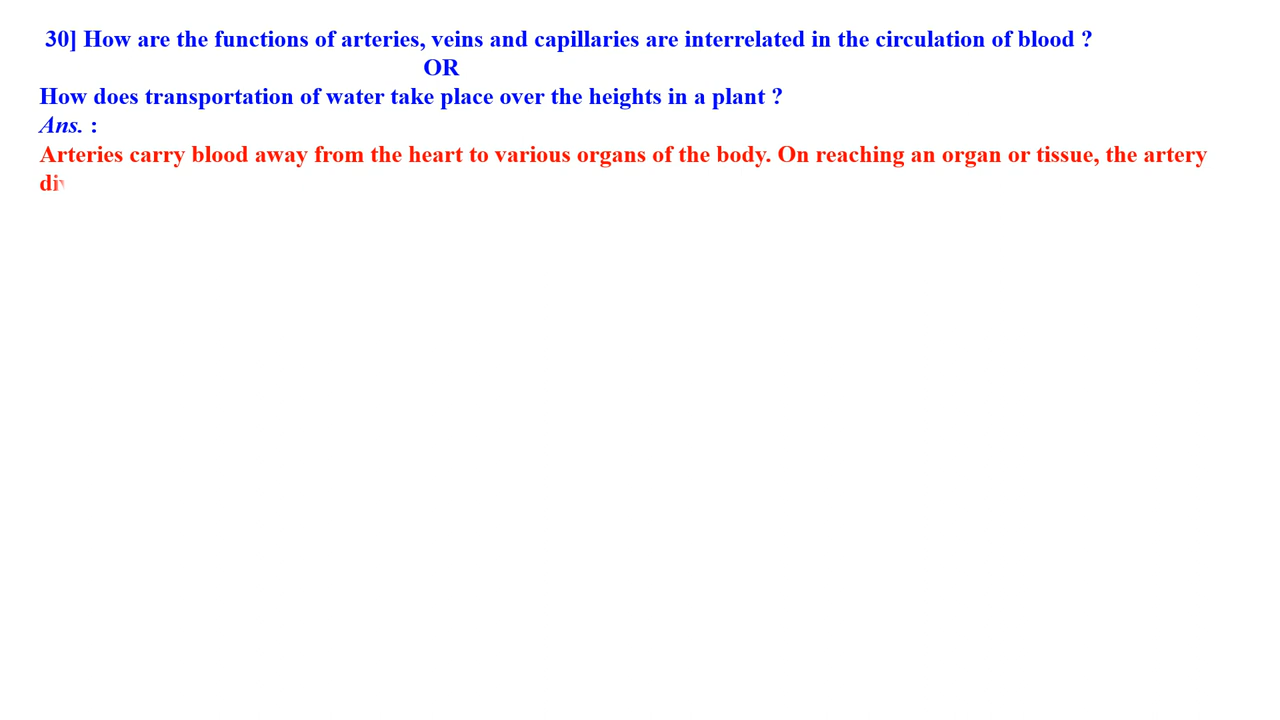 30] How are the functions of arteries, veins and capillaries are interrelated in the circulation of blood ?
OR
How does transportation of water take place over the heights in a plant ?
Ans. :
Arteries carry blood away from the heart to various organs of the body. On reaching an organ or tissue, the artery